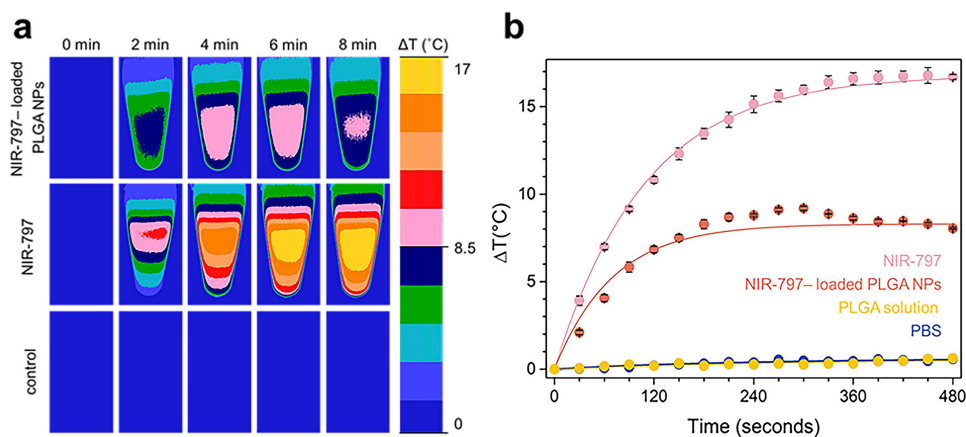 a
0 min 2 min 4 min 6 min 8 min ΔT (°C)
NIR-797– loaded
PLGA NPs
NIR-797
control
17
8.5
0
b
ΔT(°C)
15
10
5
0
NIR-797
NIR-797– loaded PLGA NPs
PLGA solution
PBS
0 120 240 360 480
Time (seconds)